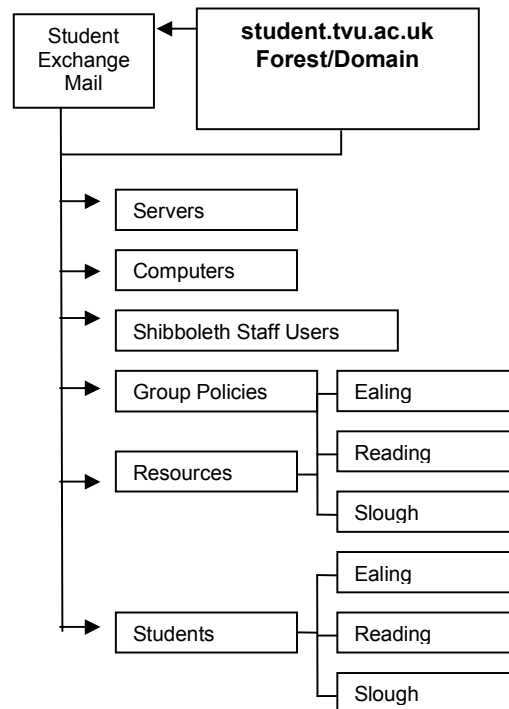 Student
Exchange
Mail
student.tvu.ac.uk
Forest/Domain
Servers
Computers
Shibboleth Staff Users
Group Policies
Ealing
Reading
Resources
Slough
Ealing
Students
Reading
Slough